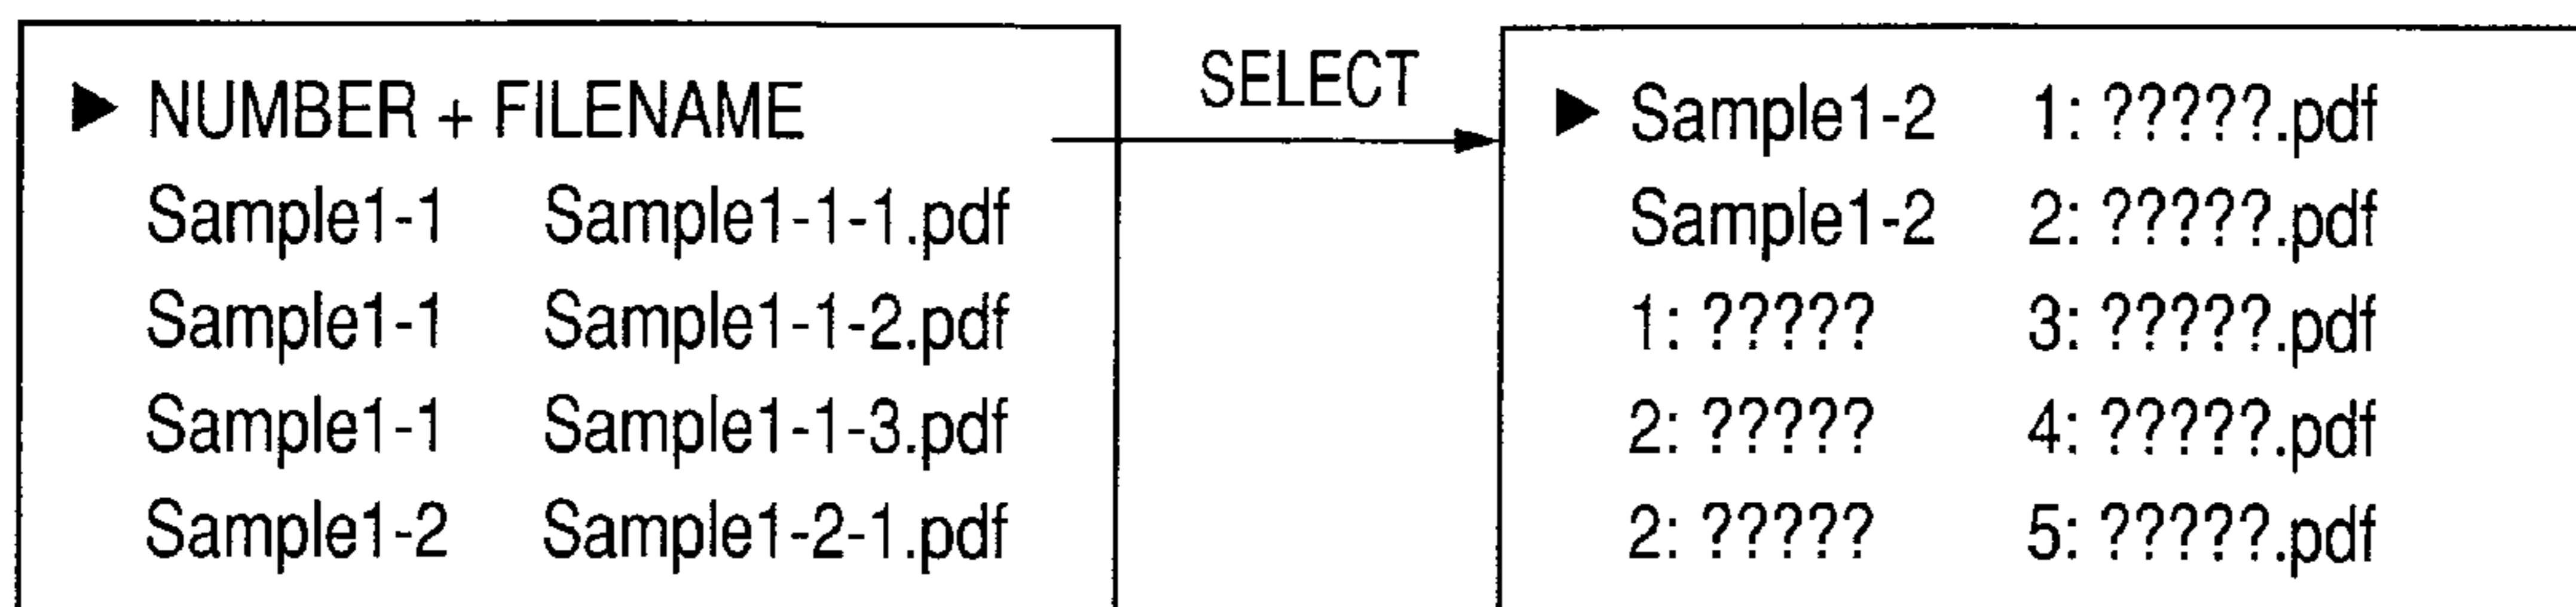 ▶ NUMBER + FILENAME
Sample1-1 Sample1-1-1.pdf
Sample1-1 Sample1-1-2.pdf
Sample1-1 Sample1-1-3.pdf
Sample1-2 Sample1-2-1.pdf
SELECT
▶ Sample1-2 1: ?????.pdf
Sample1-2 2: ?????.pdf
1: ????? 3: ?????.pdf
2: ????? 4: ?????.pdf
2: ????? 5: ?????.pdf